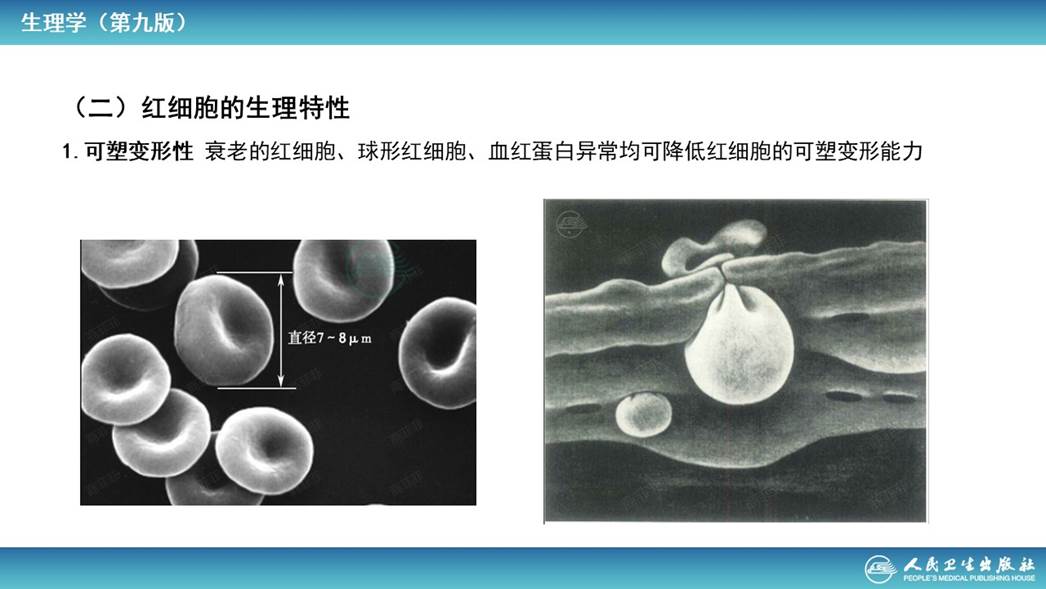 生理学（第九版）
（二）红细胞的生理特性
1. 可塑变形性 衰老的红细胞、球形红细胞、血红蛋白异常均可降低红细胞的可塑变形能力
直径7~8μm
人民卫生出版社
PEOPLE'S MEDICAL PUBLISHING HOUSE